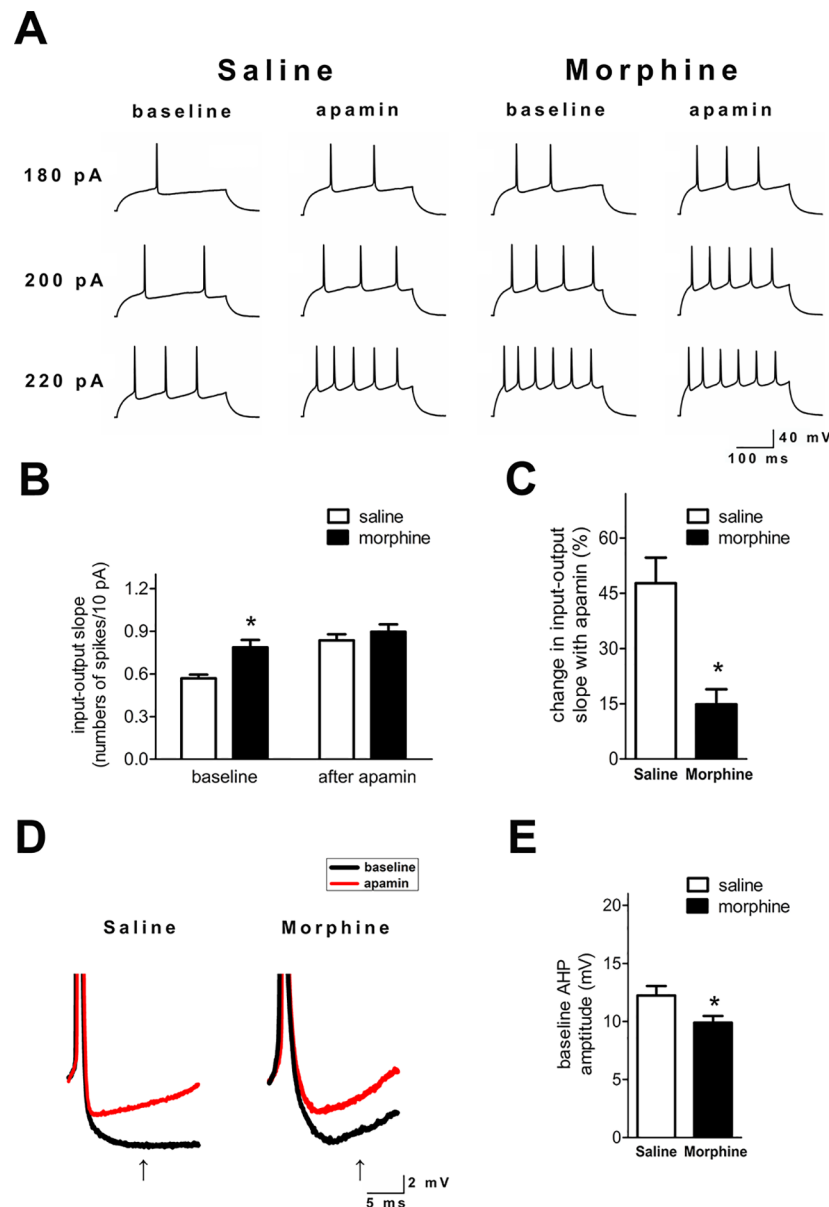 A
Saline Morphine
baseline apamin baseline apamin
180 pA
200 pA
220 pA
40 mV
100 ms
B
saline
morphine
input-output slope
(numbers of spikes/10 pA)
1.2
0.9
0.6
0.3
0.0
*
baseline after apamin
C
saline
morphine
change in input-output
slope with apamin (%)
60
45
30
15
0
*
Saline Morphine
D
baseline
apamin
Saline Morphine
↑ ↑
2 mV
5 ms
E
saline
morphine
baseline AHP
amptitude (mV)
20
15
10
5
0
*
Saline Morphine